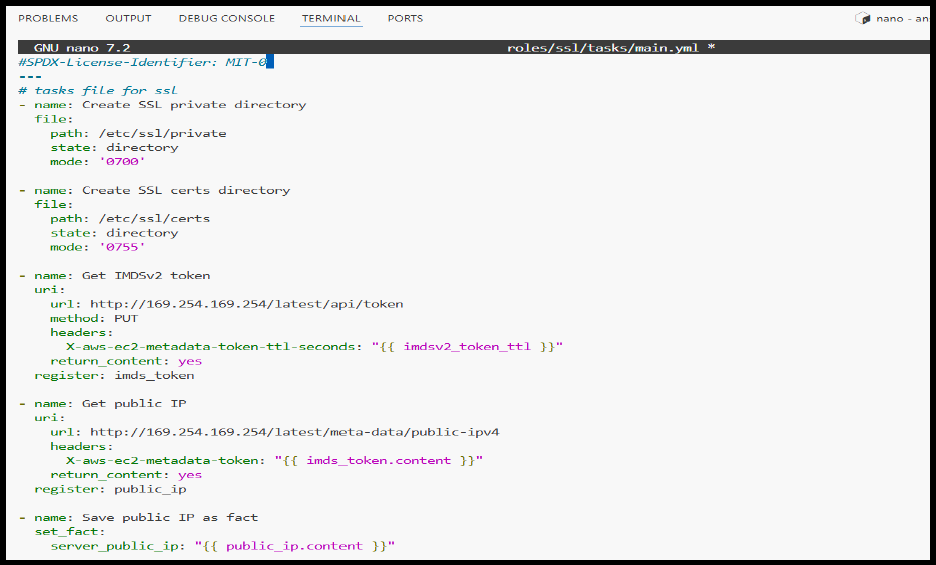 PROBLEMS OUTPUT DEBUG CONSOLE TERMINAL PORTS nano - an
GNU nano 7.2 roles/ssl/tasks/main.yml *
#SPDX-License-Identifier: MIT-0
---
# tasks file for ssl
- name: Create SSL private directory
  file:
    path: /etc/ssl/private
    state: directory
    mode: '0700'

- name: Create SSL certs directory
  file:
    path: /etc/ssl/certs
    state: directory
    mode: '0755'

- name: Get IMDSv2 token
  uri:
    url: http://169.254.169.254/latest/api/token
    method: PUT
    headers:
      X-aws-ec2-metadata-token-ttl-seconds: "{{ imdsv2_token_ttl }}"
    return_content: yes
  register: imds_token

- name: Get public IP
  uri:
    url: http://169.254.169.254/latest/meta-data/public-ipv4
    headers:
      X-aws-ec2-metadata-token: "{{ imds_token.content }}"
    return_content: yes
  register: public_ip

- name: Save public IP as fact
  set_fact:
    server_public_ip: "{{ public_ip.content }}"